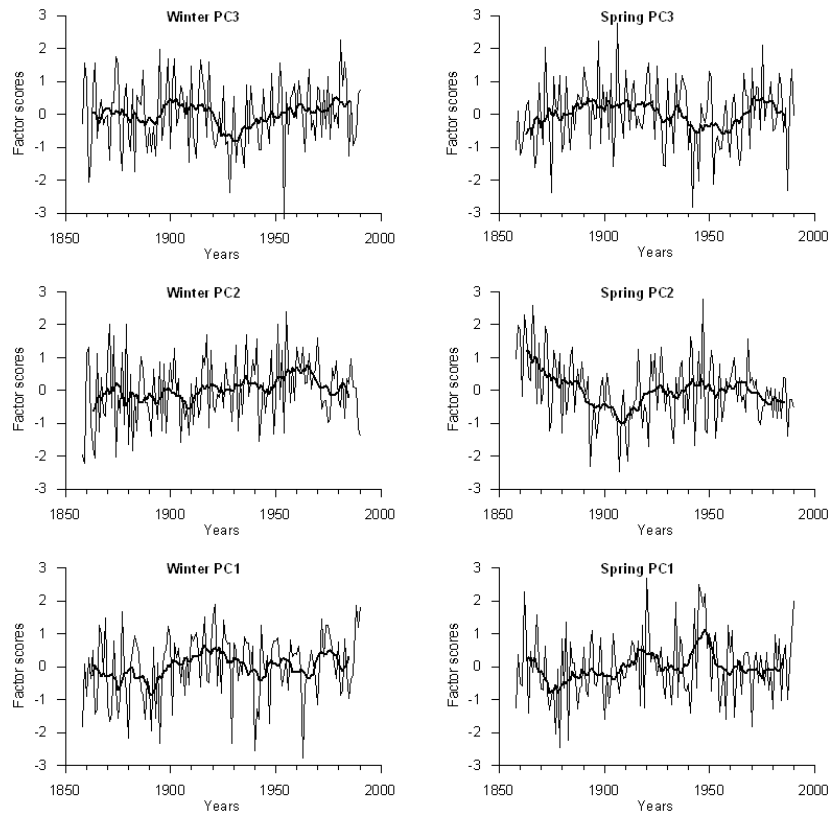 Winter PC3
3
2
1
0
-1
-2
-3
Factor scores
1850 1900 1950 2000
Years
Spring PC3
3
2
1
0
-1
-2
-3
Factor scores
1850 1900 1950 2000
Years
Winter PC2
3
2
1
0
-1
-2
-3
Factor scores
1850 1900 1950 2000
Years
Spring PC2
3
2
1
0
-1
-2
-3
Factor scores
1850 1900 1950 2000
Years
Winter PC1
3
2
1
0
-1
-2
-3
Factor scores
1850 1900 1950 2000
Years
Spring PC1
3
2
1
0
-1
-2
-3
Factor scores
1850 1900 1950 2000
Years